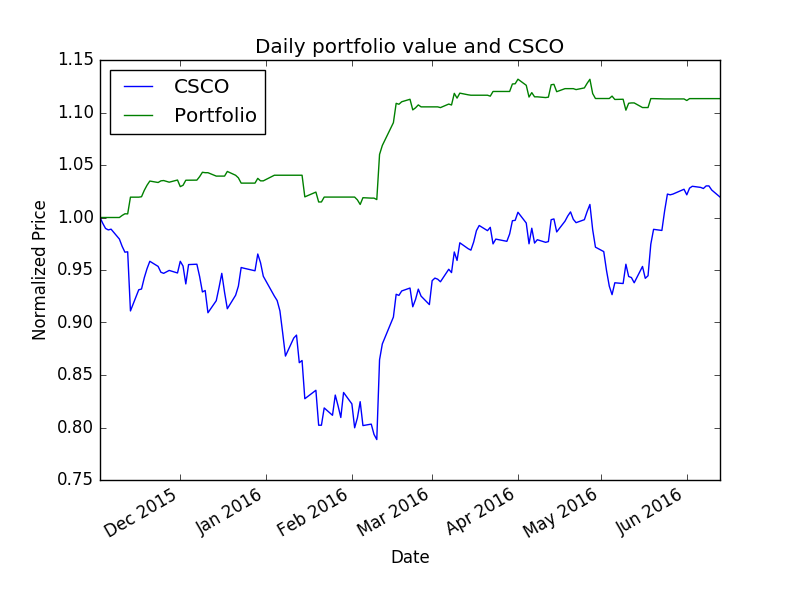 Daily portfolio value and CSCO
CSCO
Portfolio
1.15
1.10
1.05
1.00
0.95
0.90
0.85
0.80
0.75
Normalized Price
Dec 2015
Jan 2016
Feb 2016
Mar 2016
Apr 2016
May 2016
Jun 2016
Date